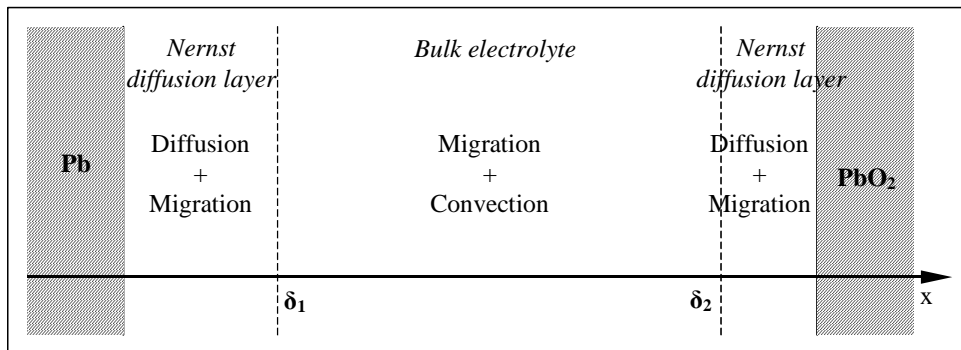 Nernst
diffusion layer
Bulk electrolyte
Nernst
diffusion layer
Pb
Diffusion
+
Migration
Migration
+
Convection
Diffusion
+
Migration
PbO₂
δ₁
δ₂
x